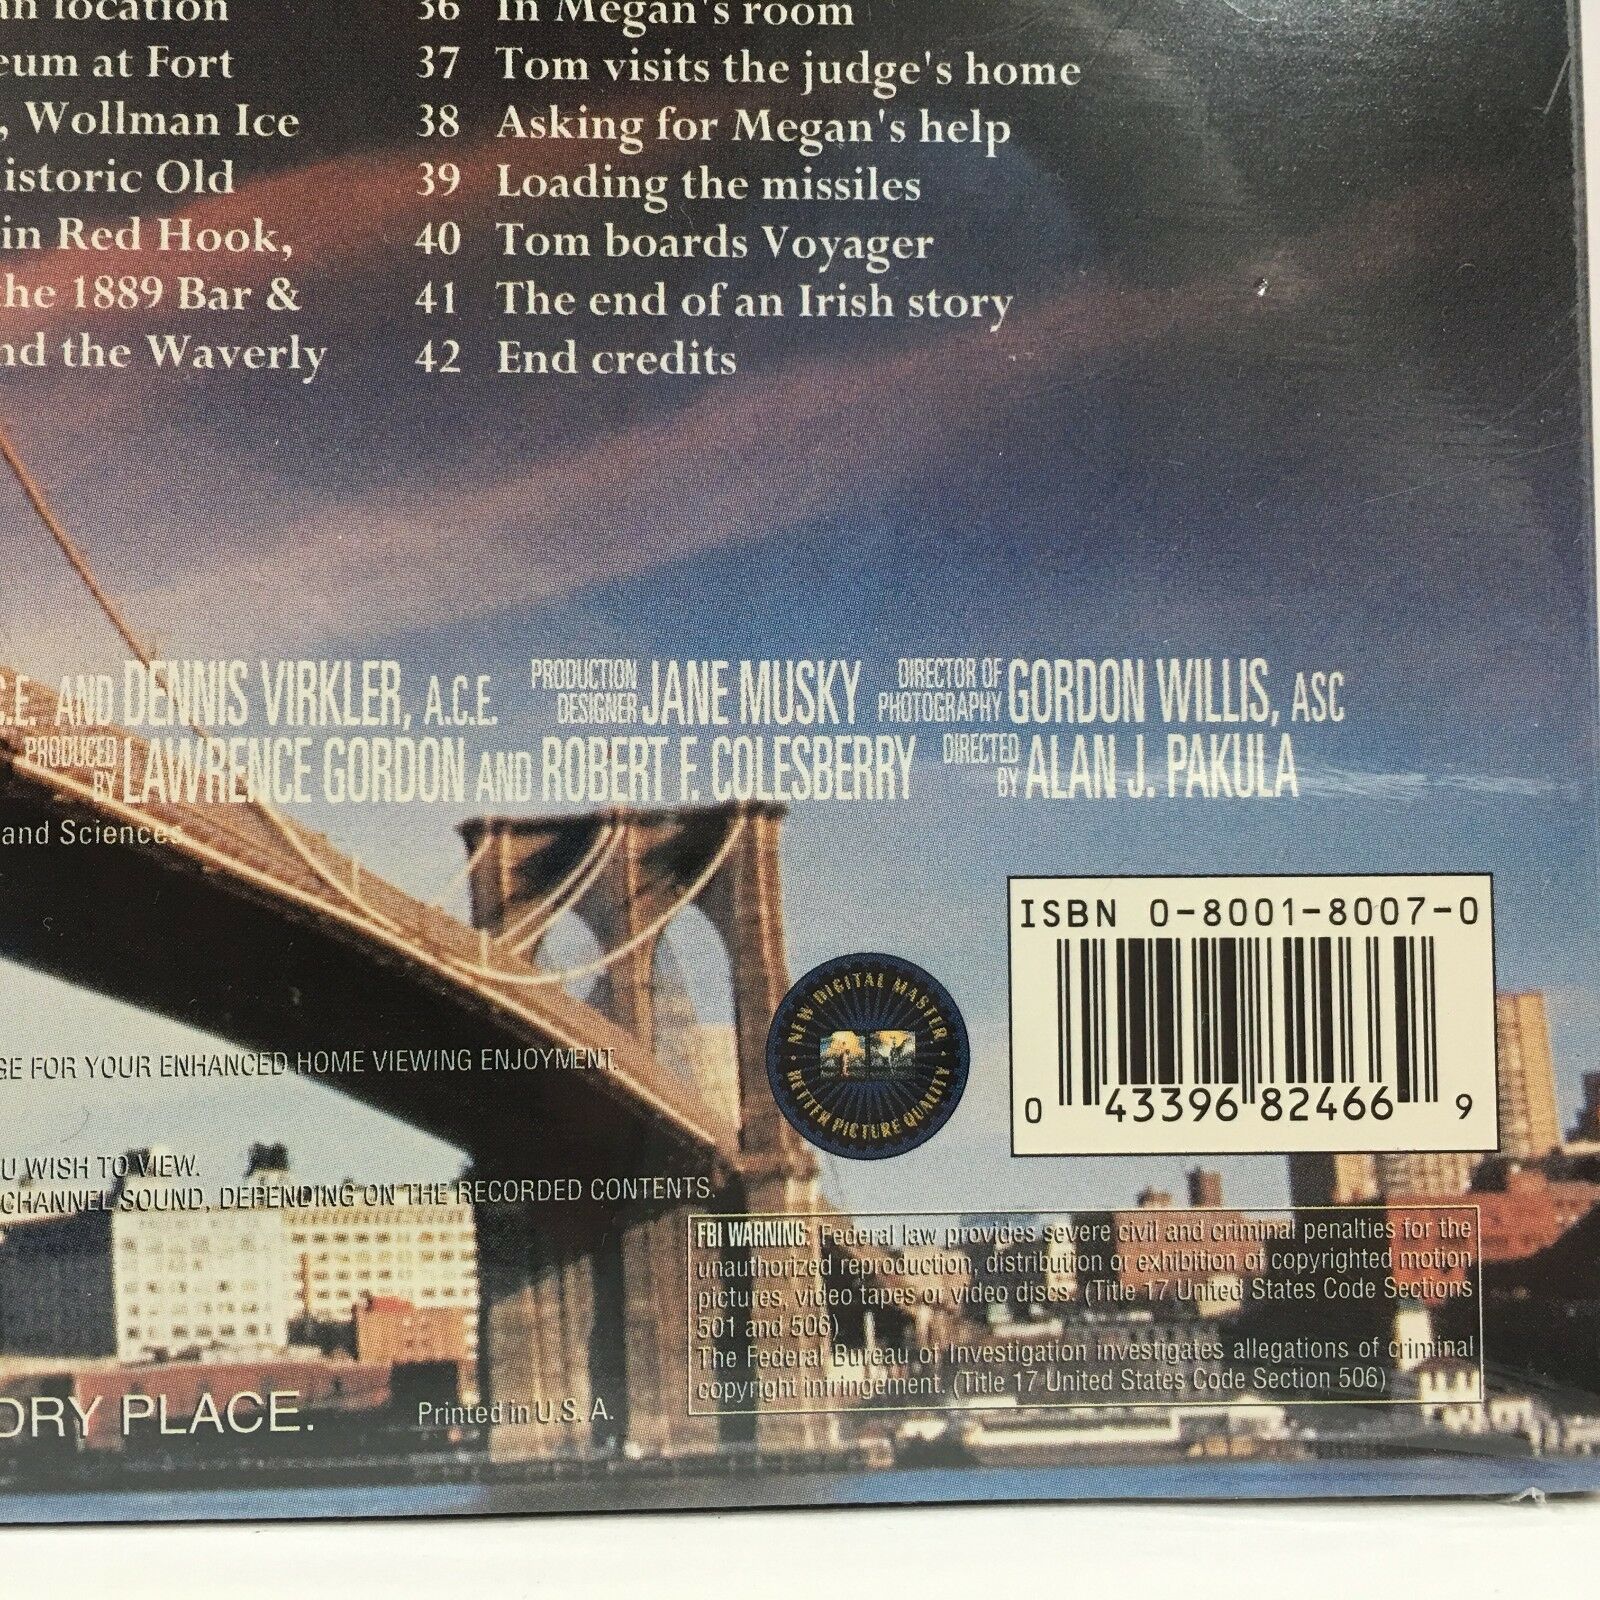 n location
eum at Fort
, Wollman Ice
istoric Old
in Red Hook,
he 1889 Bar &
nd the Waverly
36 In Megan's room
37 Tom visits the judge's home
38 Asking for Megan's help
39 Loading the missiles
40 Tom boards Voyager
41 The end of an Irish story
42 End credits
C.E. AND DENNIS VIRKLER, A.C.E. PRODUCTION DESIGNER JANE MUSKY DIRECTOR OF PHOTOGRAPHY GORDON WILLIS, ASC
PRODUCED BY LAWRENCE GORDON AND ROBERT F. COLESBERRY DIRECTED BY ALAN J. PAKULA
and Sciences
ISBN 0-8001-8007-0
0 43396 82466 9
NEW DIGITAL MASTER
BETTER PICTURE QUALITY
GE FOR YOUR ENHANCED HOME VIEWING ENJOYMENT.
U WISH TO VIEW.
CHANNEL SOUND, DEPENDING ON THE RECORDED CONTENTS.
FBI WARNING: Federal law provides severe civil and criminal penalties for the
unauthorized reproduction, distribution or exhibition of copyrighted motion
pictures, video tapes or video discs. (Title 17 United States Code Sections
501 and 506)
The Federal Bureau of Investigation investigates allegations of criminal
copyright infringement. (Title 17 United States Code Section 506)
DRY PLACE.
Printed in U.S.A.